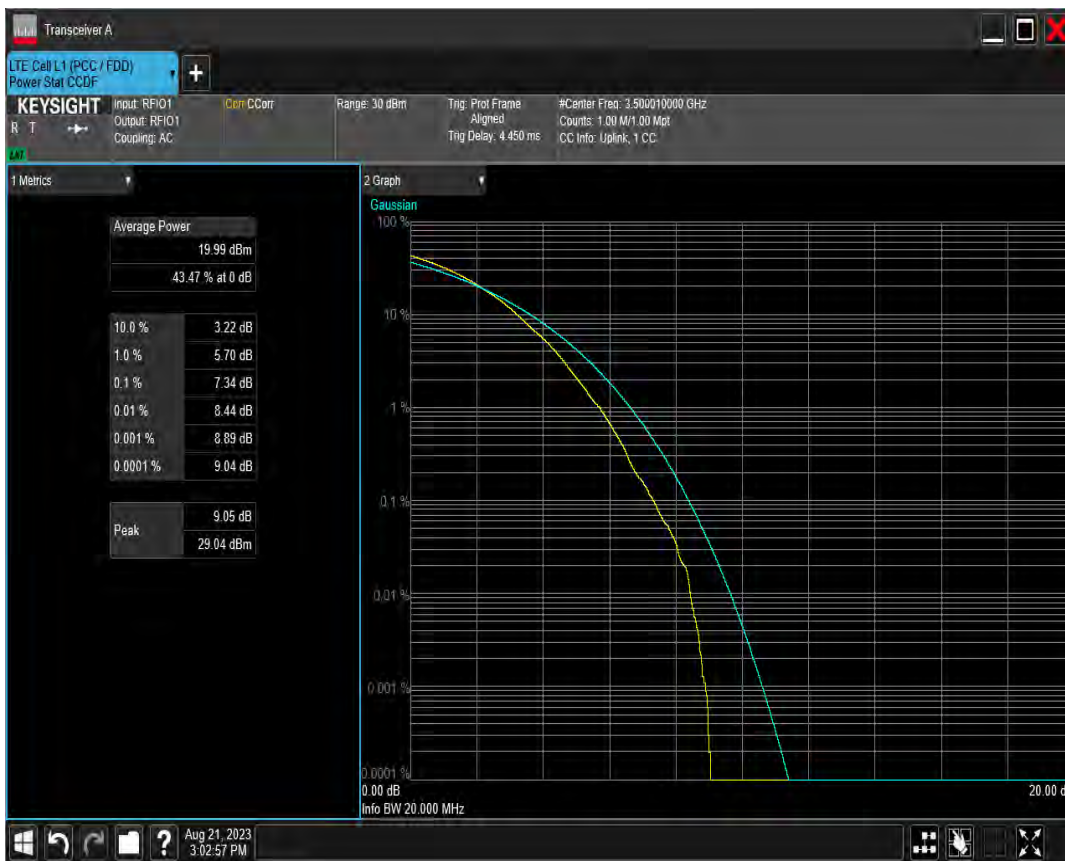 Transceiver A
LTE Cell L1 (PCC / FDD)
Power Stat CCDF
+
KEYSIGHT
R T
LXI
Input: RFIO1
Output: RFIO1
Coupling: AC
Corr CCorr
Range: 30 dBm
Trig: Prot Frame
Aligned
Trig Delay: 4.450 ms
#Center Freq: 3.500010000 GHz
Counts: 1.00 M/1.00 Mpt
CC Info: Uplink, 1 CC
1 Metrics
Average Power
19.99 dBm
43.47 % at 0 dB
10.0 % 3.22 dB
1.0 % 5.70 dB
0.1 % 7.34 dB
0.01 % 8.44 dB
0.001 % 8.89 dB
0.0001 % 9.04 dB
Peak 9.05 dB
29.04 dBm
2 Graph
Gaussian
100 %
10 %
1 %
0.1 %
0.01 %
0.001 %
0.0001 %
0.00 dB
20.00 d
Info BW 20.000 MHz
?
Aug 21, 2023
3:02:57 PM